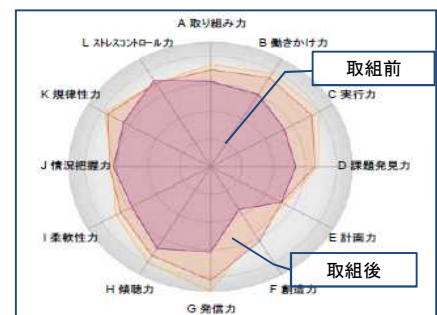 A 取り組み力
B 働きかけ力
C 実行力
D 課題発見力
E 計画力
F 創造力
G 発信力
H 傾聴力
I 柔軟性力
J 情況把握力
K 規律性力
L ストレスコントロール力
取組前
取組後